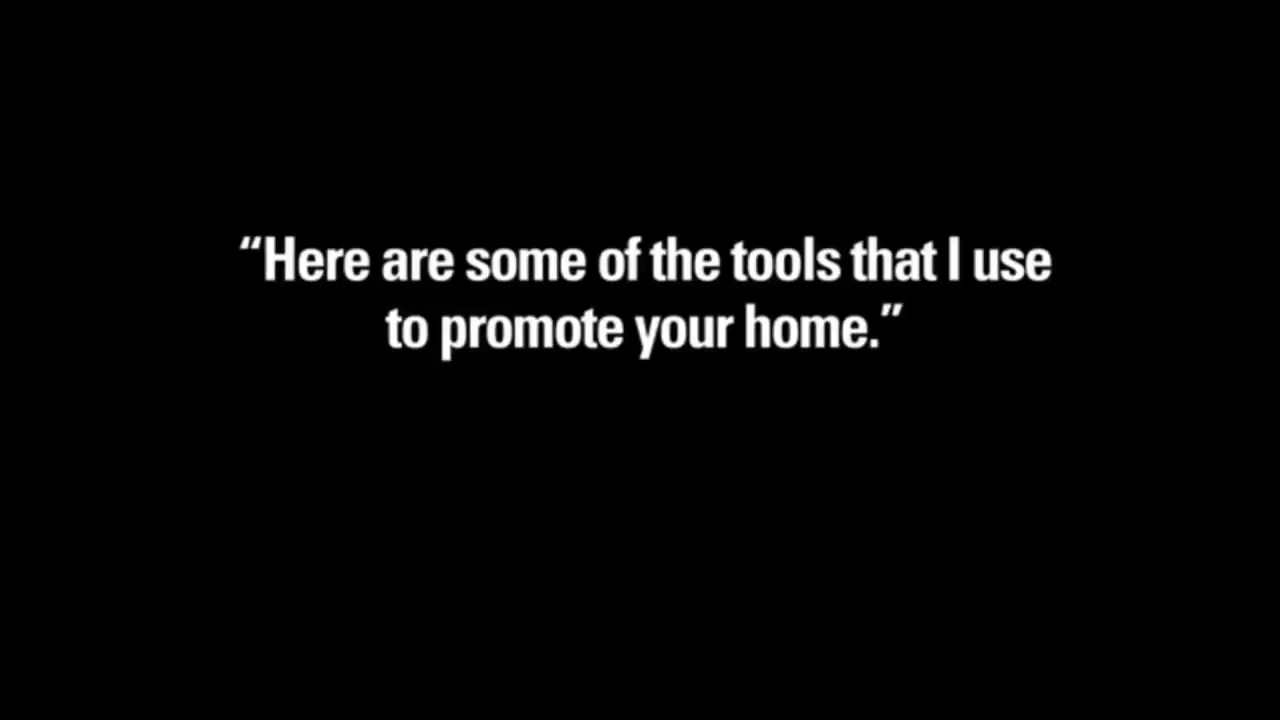 “Here are some of the tools that I use
to promote your home.”